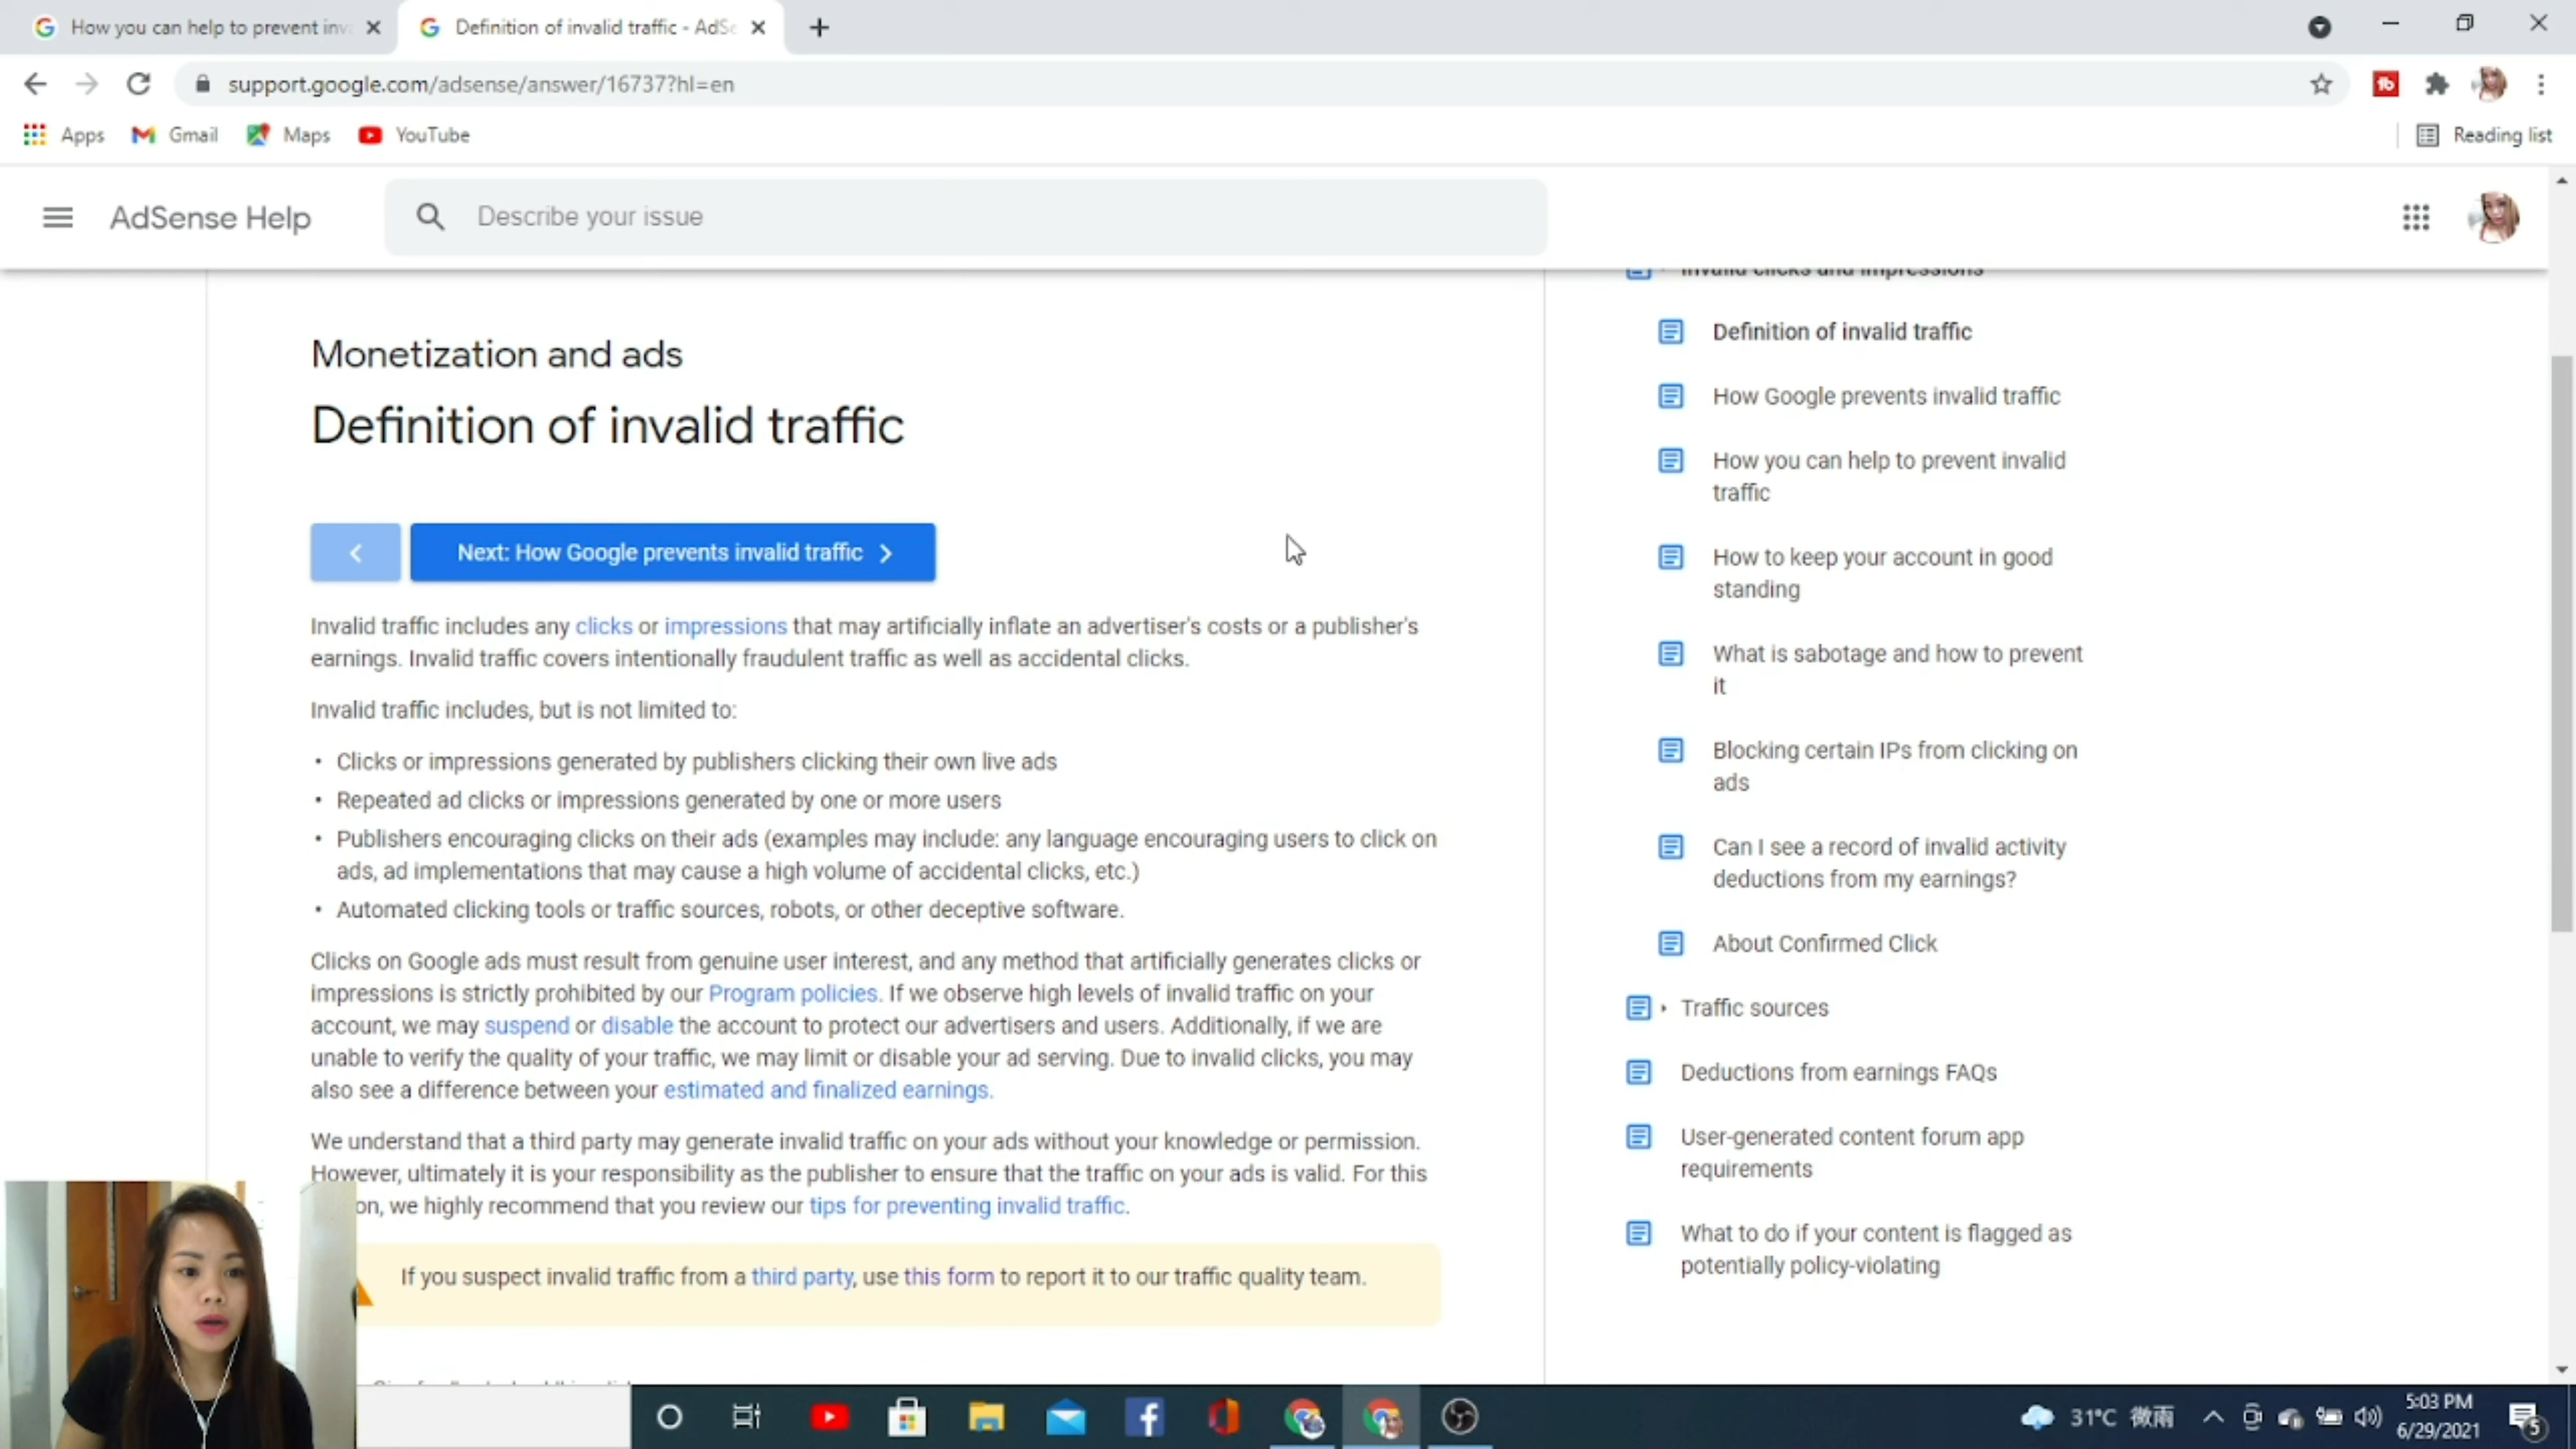 How you can help to prevent inv
Definition of invalid traffic - AdSe
support.google.com/adsense/answer/16737?hl=en
Apps
Gmail
Maps
YouTube
Reading list
AdSense Help
Describe your issue
Monetization and ads
Definition of invalid traffic
Next: How Google prevents invalid traffic
Invalid traffic includes any clicks or impressions that may artificially inflate an advertiser's costs or a publisher's
earnings. Invalid traffic covers intentionally fraudulent traffic as well as accidental clicks.
Invalid traffic includes, but is not limited to:
• Clicks or impressions generated by publishers clicking their own live ads
• Repeated ad clicks or impressions generated by one or more users
• Publishers encouraging clicks on their ads (examples may include: any language encouraging users to click on
ads, ad implementations that may cause a high volume of accidental clicks, etc.)
• Automated clicking tools or traffic sources, robots, or other deceptive software.
Clicks on Google ads must result from genuine user interest, and any method that artificially generates clicks or
impressions is strictly prohibited by our Program policies. If we observe high levels of invalid traffic on your
account, we may suspend or disable the account to protect our advertisers and users. Additionally, if we are
unable to verify the quality of your traffic, we may limit or disable your ad serving. Due to invalid clicks, you may
also see a difference between your estimated and finalized earnings.
We understand that a third party may generate invalid traffic on your ads without your knowledge or permission.
However, ultimately it is your responsibility as the publisher to ensure that the traffic on your ads is valid. For this
on, we highly recommend that you review our tips for preventing invalid traffic.
If you suspect invalid traffic from a third party, use this form to report it to our traffic quality team.
Invalid clicks and impressions
Definition of invalid traffic
How Google prevents invalid traffic
How you can help to prevent invalid
traffic
How to keep your account in good
standing
What is sabotage and how to prevent
it
Blocking certain IPs from clicking on
ads
Can I see a record of invalid activity
deductions from my earnings?
About Confirmed Click
Traffic sources
Deductions from earnings FAQs
User-generated content forum app
requirements
What to do if your content is flagged as
potentially policy-violating
31°C 微雨
5:03 PM
6/29/2021
5